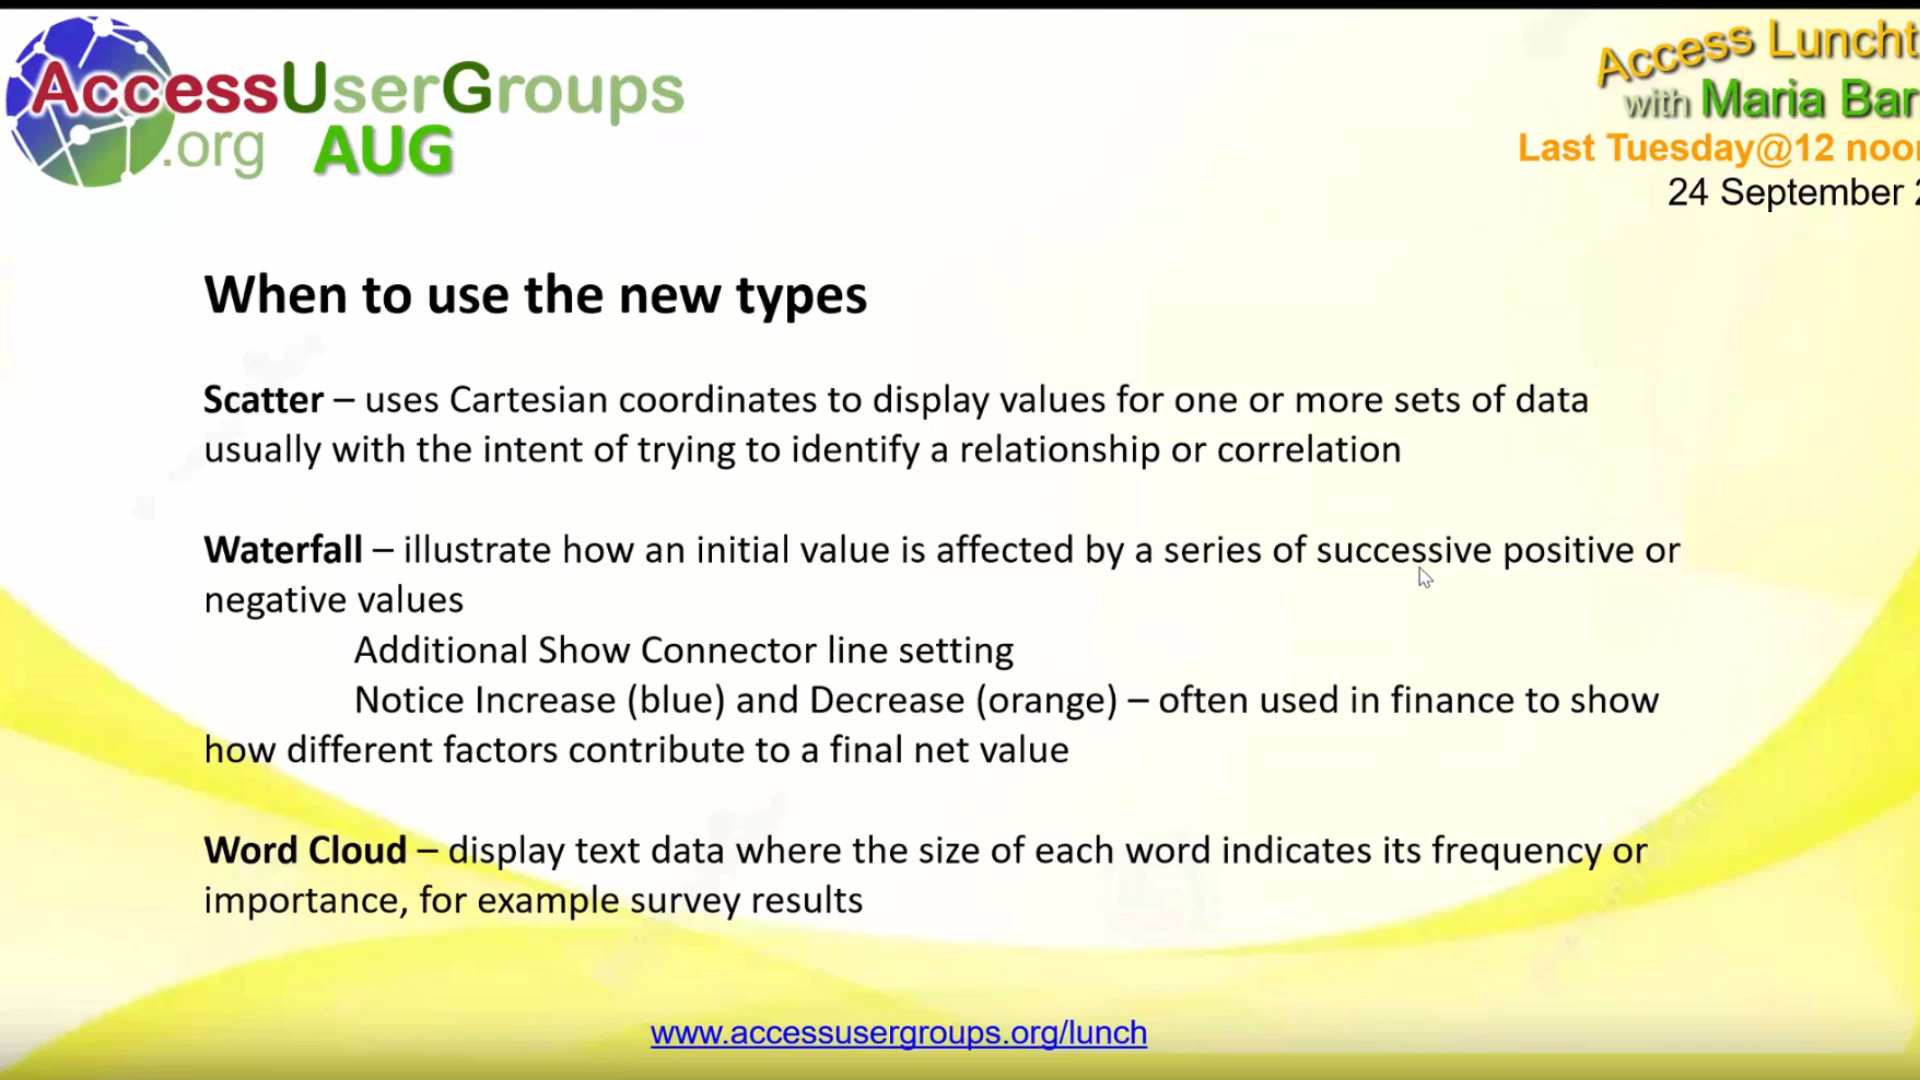 AccessUserGroups
.org AUG
Access
with Maria
Last Tuesday@12
24 September
When to use the new types
Scatter – uses Cartesian coordinates to display values for one or more sets of data
usually with the intent of trying to identify a relationship or correlation
Waterfall – illustrate how an initial value is affected by a series of successive positive or
negative values
Additional Show Connector line setting
Notice Increase (blue) and Decrease (orange) – often used in finance to show
how different factors contribute to a final net value
Word Cloud – display text data where the size of each word indicates its frequency or
importance, for example survey results
www.accessusergroups.org/lunch